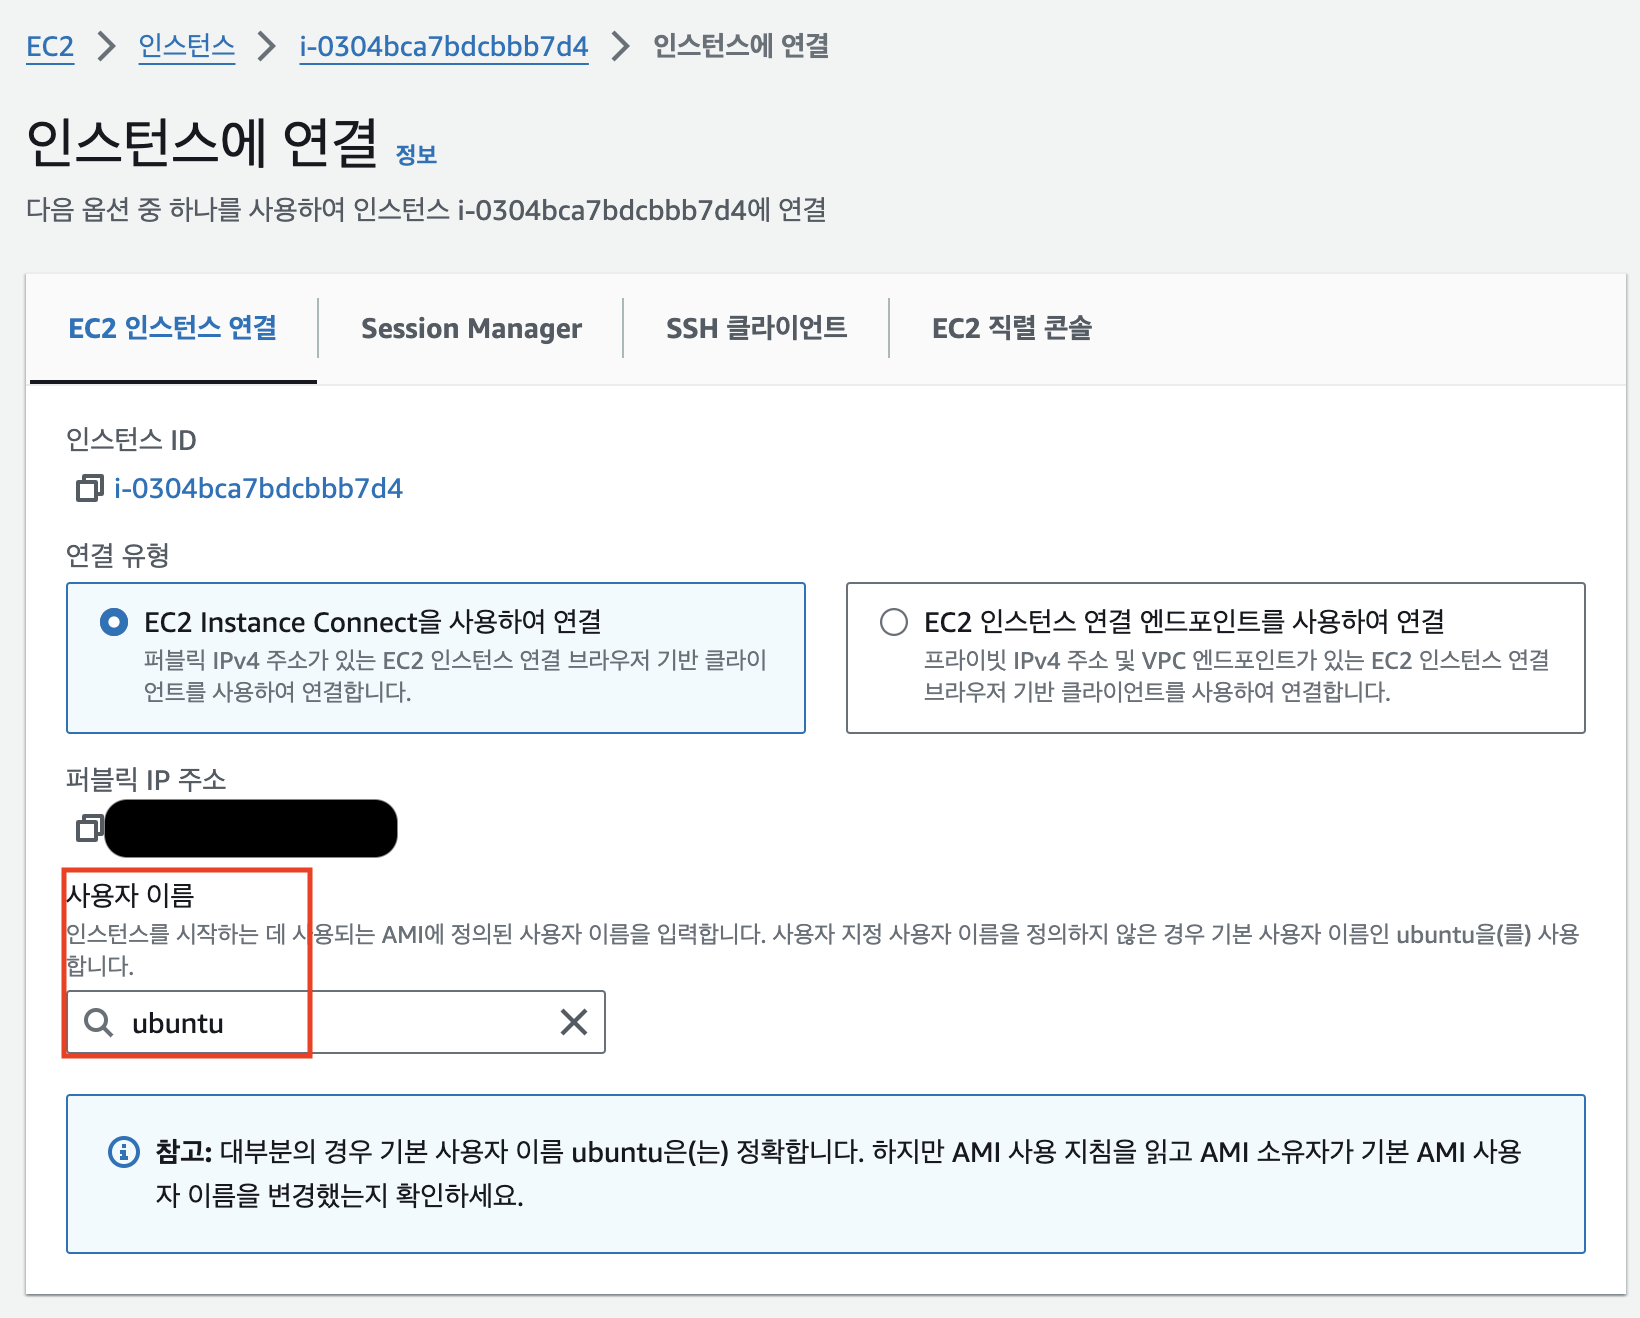 EC2 > 인스턴스 > i-0304bca7bdcbbb7d4 > 인스턴스에 연결
인스턴스에 연결 정보
다음 옵션 중 하나를 사용하여 인스턴스 i-0304bca7bdcbbb7d4에 연결
EC2 인스턴스 연결 Session Manager SSH 클라이언트 EC2 직렬 콘솔
인스턴스 ID
i-0304bca7bdcbbb7d4
연결 유형
EC2 Instance Connect을 사용하여 연결
퍼블릭 IPv4 주소가 있는 EC2 인스턴스 연결 브라우저 기반 클라이
언트를 사용하여 연결합니다.
EC2 인스턴스 연결 엔드포인트를 사용하여 연결
프라이빗 IPv4 주소 및 VPC 엔드포인트가 있는 EC2 인스턴스 연결
브라우저 기반 클라이언트를 사용하여 연결합니다.
퍼블릭 IP 주소
사용자 이름
인스턴스를 시작하는 데 사용되는 AMI에 정의된 사용자 이름을 입력합니다. 사용자 지정 사용자 이름을 정의하지 않은 경우 기본 사용자 이름인 ubuntu을(를) 사용
합니다.
ubuntu
참고: 대부분의 경우 기본 사용자 이름 ubuntu은(는) 정확합니다. 하지만 AMI 사용 지침을 읽고 AMI 소유자가 기본 AMI 사용
자 이름을 변경했는지 확인하세요.